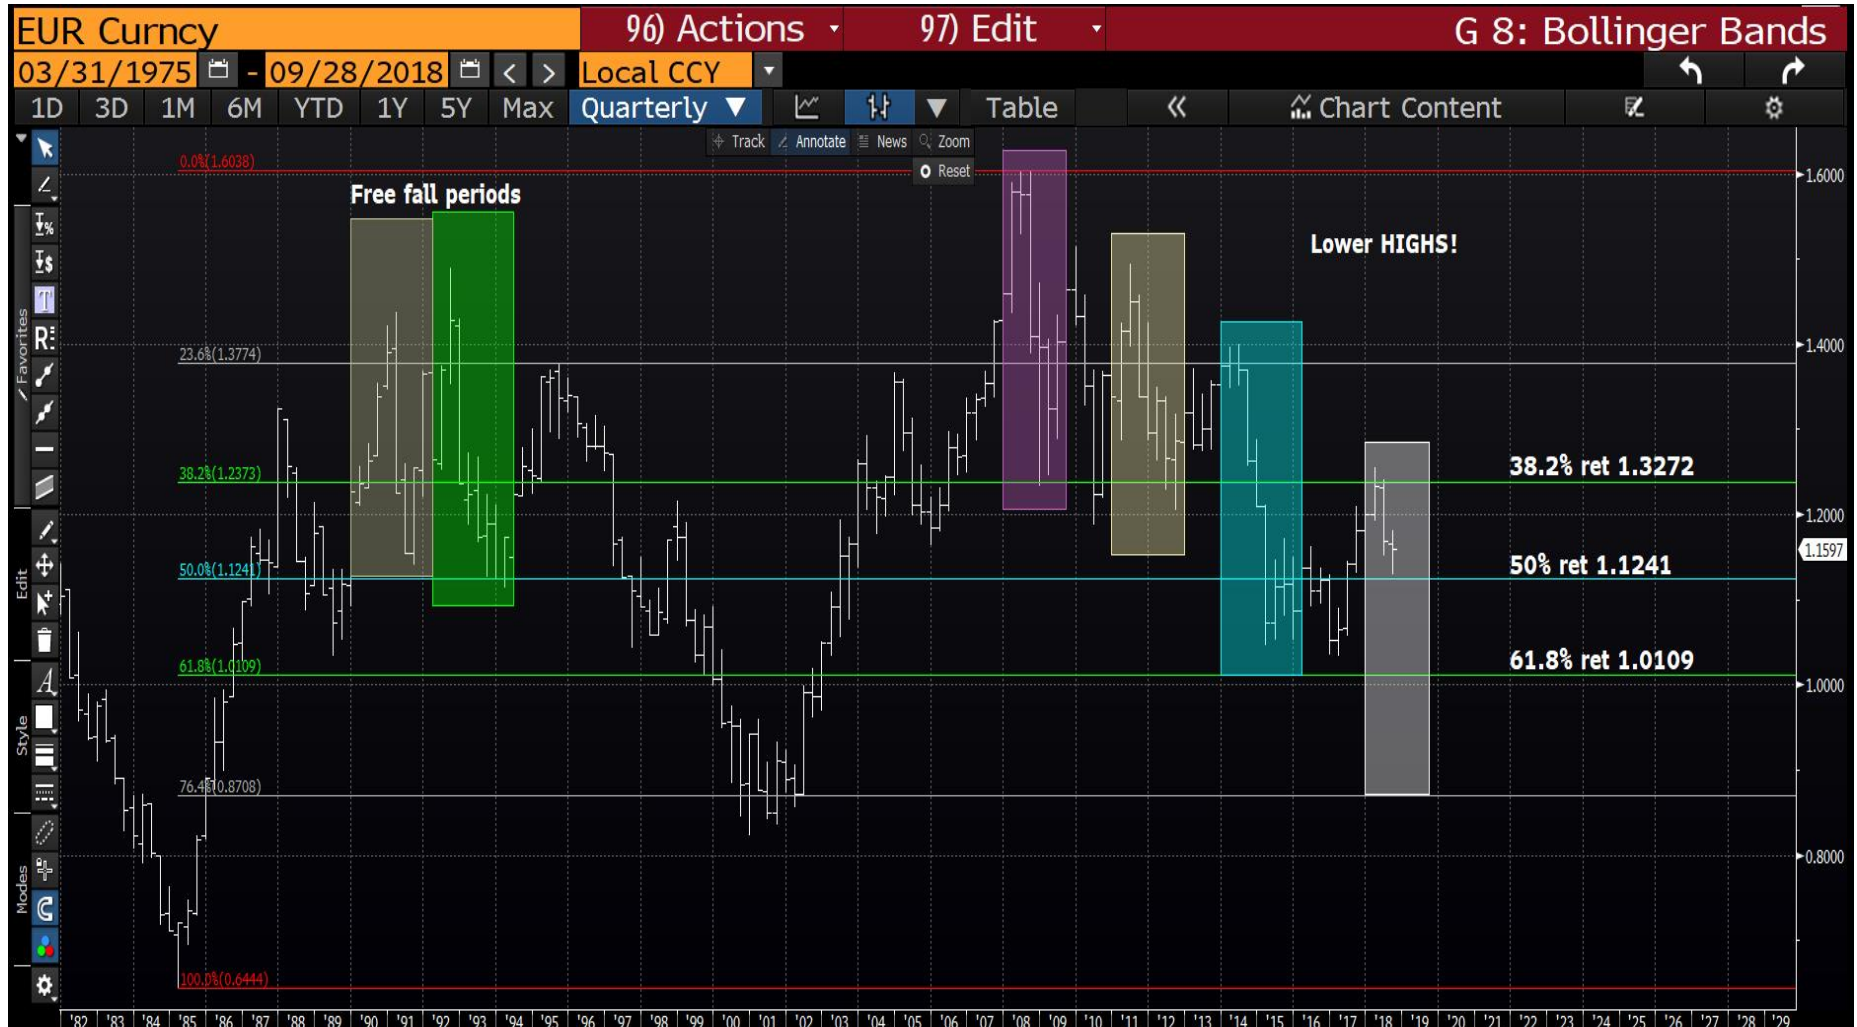 EUR Curncy 96) Actions 97) Edit G 8: Bollinger Bands
03/31/1975 - 09/28/2018 Local CCY
1D 3D 1M 6M YTD 1Y 5Y Max Quarterly Table Chart Content
Track Annotate News Zoom
Reset
0.0%(1.6038)
1.6000
Free fall periods
Lower HIGHS!
Favorites
23.6%(1.3774)
1.4000
38.2%(1.2373)
38.2% ret 1.3272
1.2000
1.1597
50.0%(1.1241)
50% ret 1.1241
Edit
61.8%(1.0109)
61.8% ret 1.0109
1.0000
Style
76.4%(0.8708)
0.8000
Modes
100.0%(0.6444)
'82 '83 '84 '85 '86 '87 '88 '89 '90 '91 '92 '93 '94 '95 '96 '97 '98 '99 '00 '01 '02 '03 '04 '05 '06 '07 '08 '09 '10 '11 '12 '13 '14 '15 '16 '17 '18 '19 '20 '21 '22 '23 '24 '25 '26 '27 '28 '29